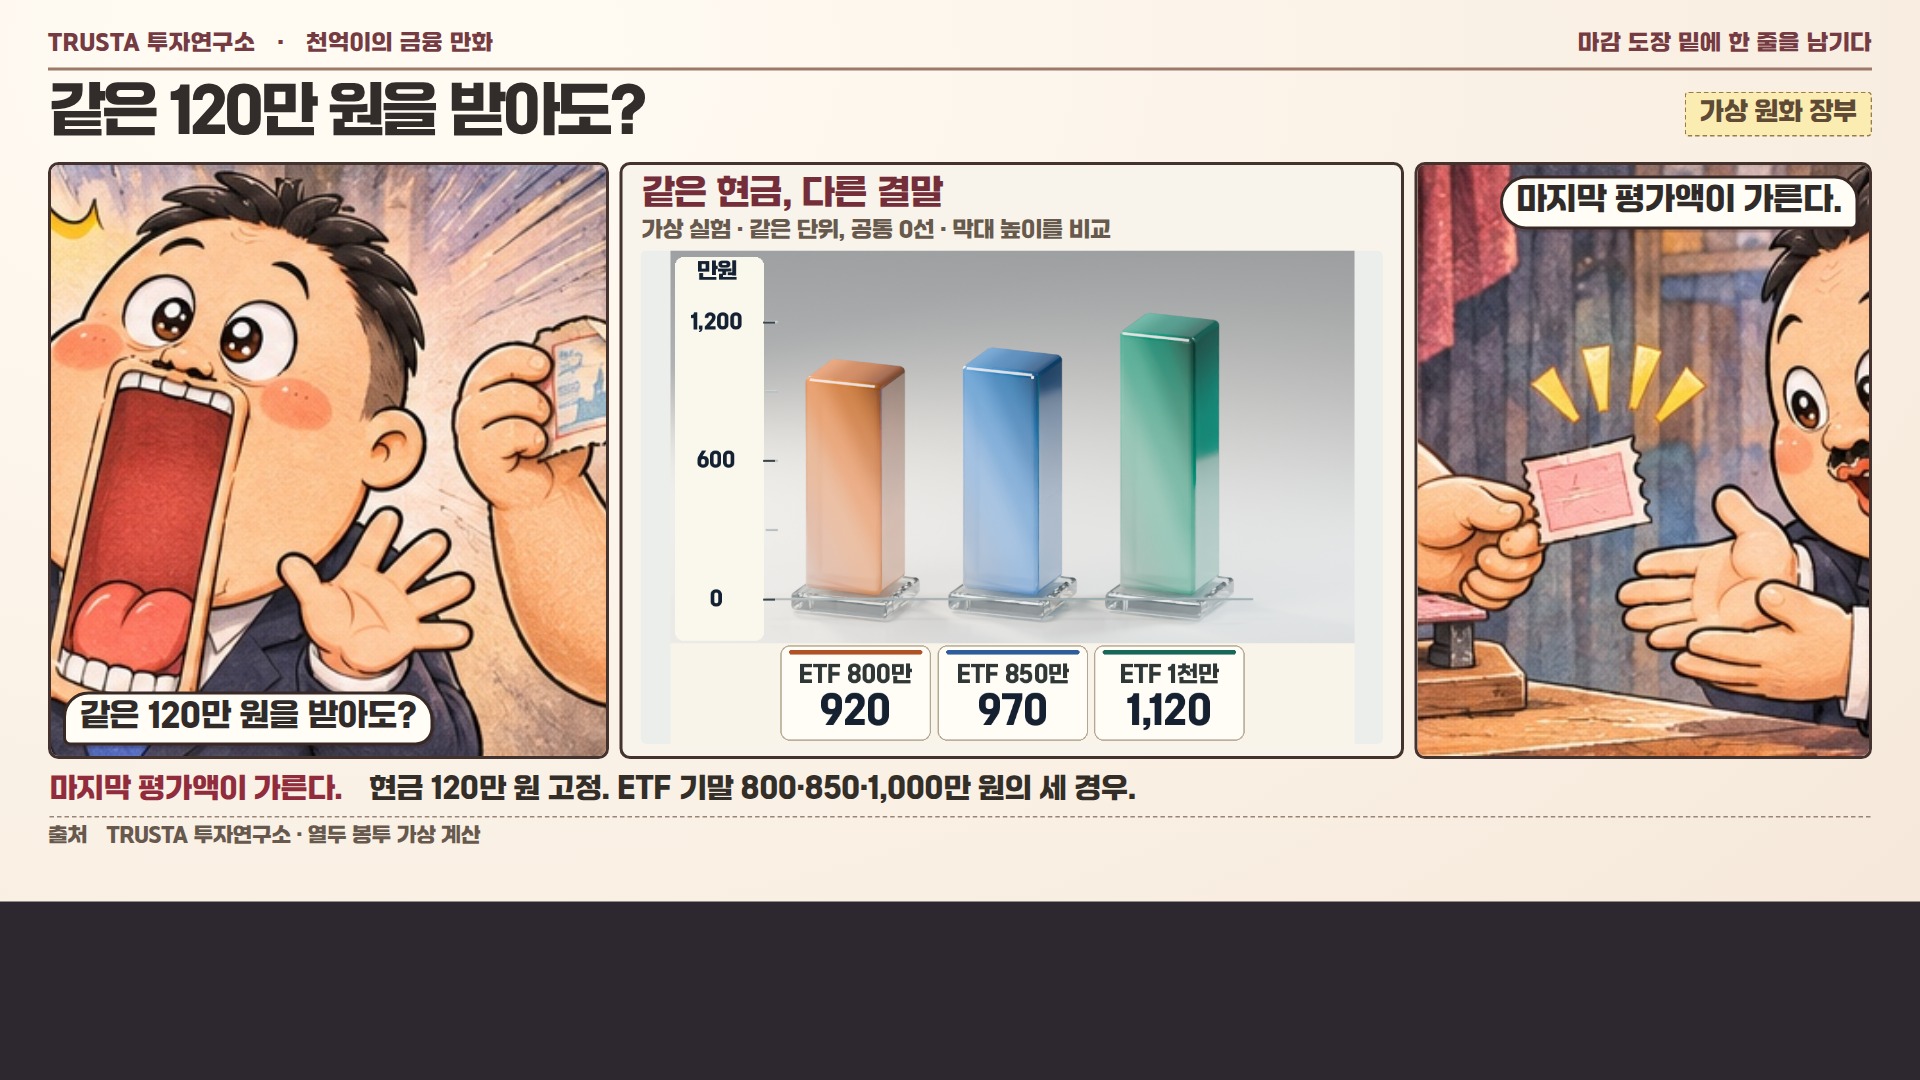 TRUSTA 투자연구소 · 천억이의 금융 만화
마감 도장 밑에 한 줄을 남기다
같은 120만 원을 받아도?
가상 원화 장부
같은 120만 원을 받아도?
같은 현금, 다른 결말
가상 실험 · 같은 단위, 공통 0선 · 막대 높이를 비교
만원
1,200
600
0
ETF 800만
920
ETF 850만
970
ETF 1천만
1,120
마지막 평가액이 가른다.
마지막 평가액이 가른다. 현금 120만 원 고정. ETF 기말 800·850·1,000만 원의 세 경우.
출처 TRUSTA 투자연구소 · 열두 봉투 가상 계산